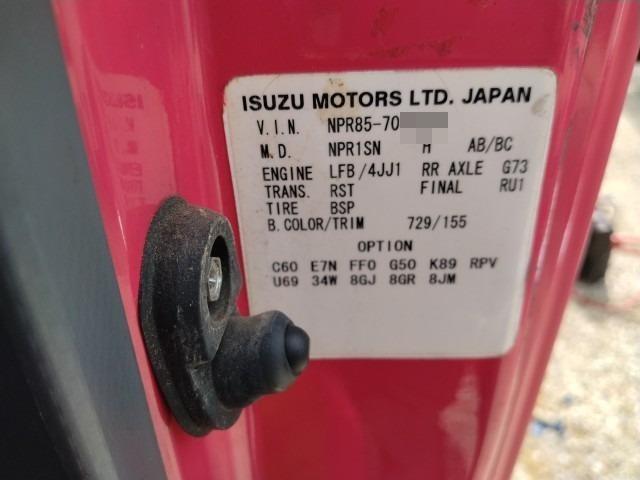 ISUZU MOTORS LTD. JAPAN
V.I.N. NPR85-70
M.D. NPR1SN M AB/BC
ENGINE LFB/4JJ1 RR AXLE G73
TRANS. RST FINAL RU1
TIRE BSP
B.COLOR/TRIM 729/155
OPTION
C60 E7N FF0 G50 K89 RPV
U69 34W 8GJ 8GR 8JM